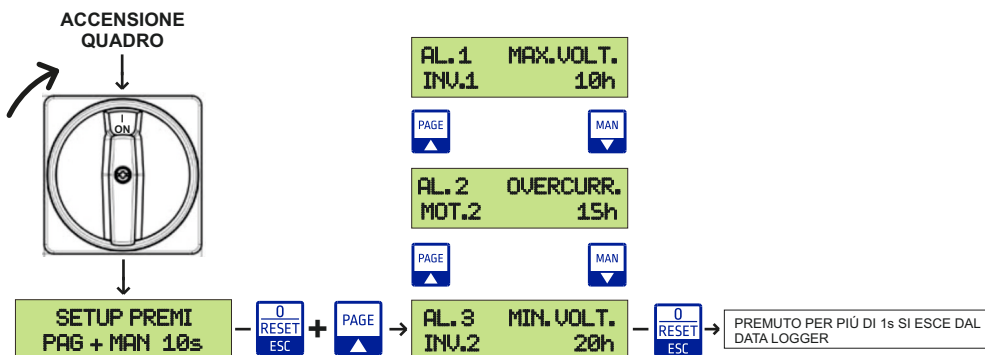 ACCENSIONE
QUADRO
I
ON
SETUP PREMI
PAG + MAN 10s
0
RESET
ESC
+
PAGE
AL.1 MAX.VOLT.
INV.1 10h
PAGE
MAN
AL.2 OVERCURR.
MOT.2 15h
PAGE
MAN
AL.3 MIN.VOLT.
INV.2 20h
0
RESET
ESC
PREMUTO PER PIÚ DI 1s SI ESCE DAL
DATA LOGGER